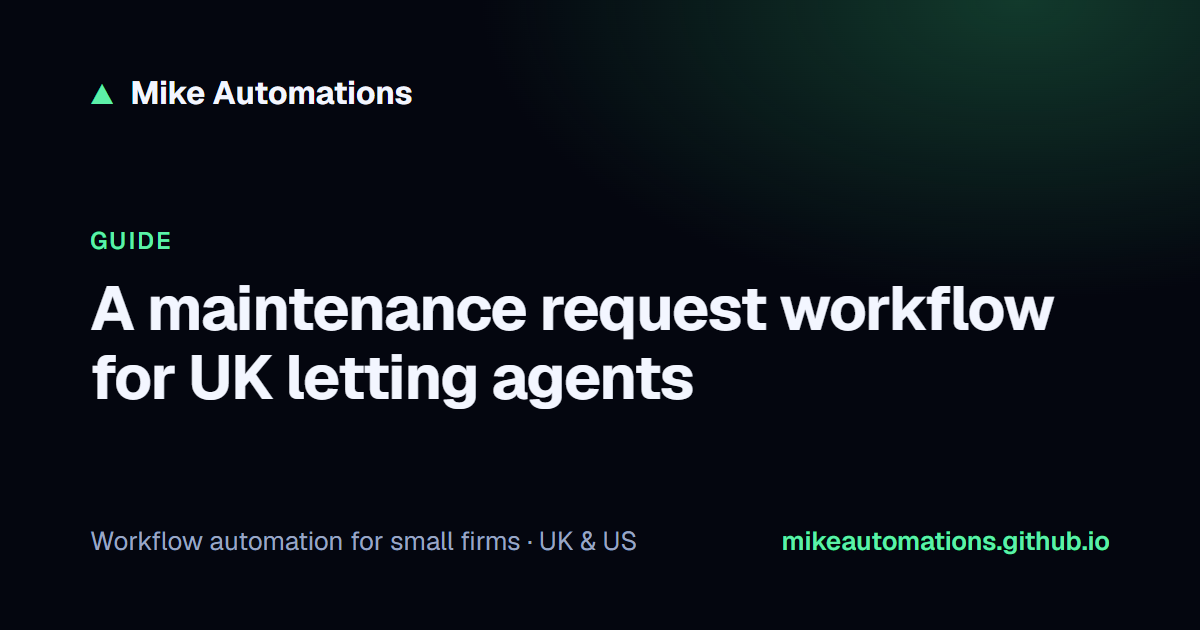 Mike Automations
GUIDE
A maintenance request workflow
for UK letting agents
Workflow automation for small firms · UK & US
mikeautomations.github.io